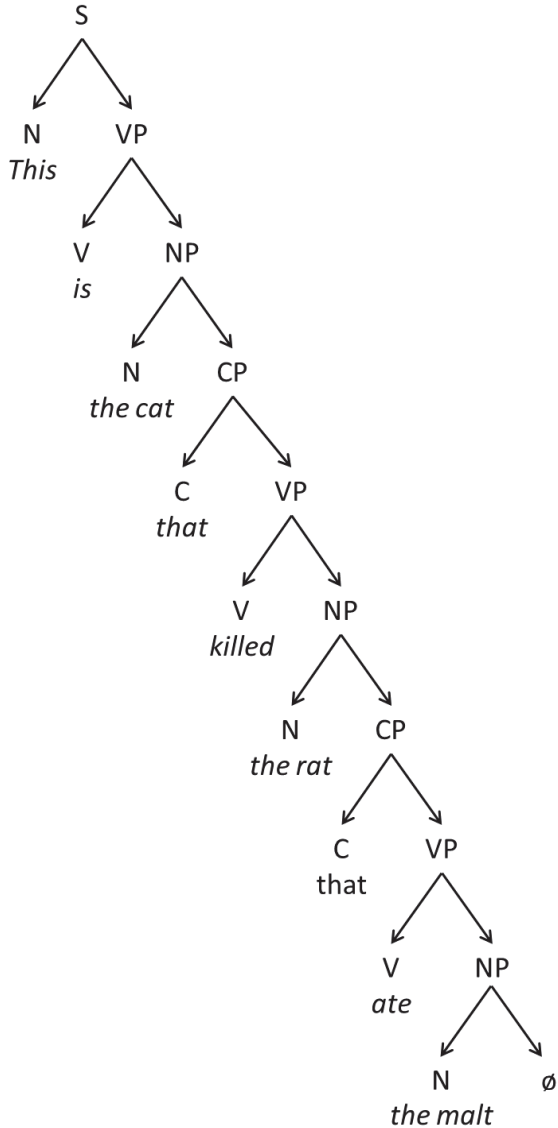 S
N VP
This
V NP
is
N CP
the cat
C VP
that
V NP
killed
N CP
the rat
C VP
that
V NP
ate
N ø
the malt